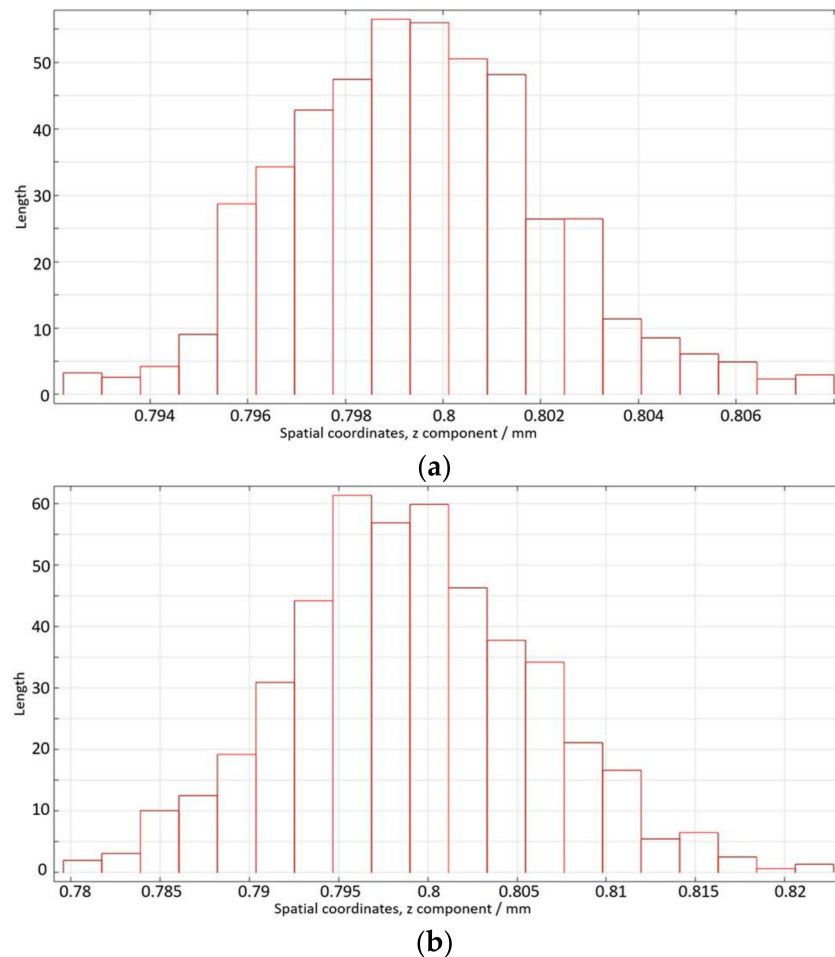 50
40
30
20
10
0
Length
0.794 0.796 0.798 0.8 0.802 0.804 0.806
Spatial coordinates, z component / mm
(a)
60
50
40
30
20
10
0
Length
0.78 0.785 0.79 0.795 0.8 0.805 0.81 0.815 0.82
Spatial coordinates, z component / mm
(b)